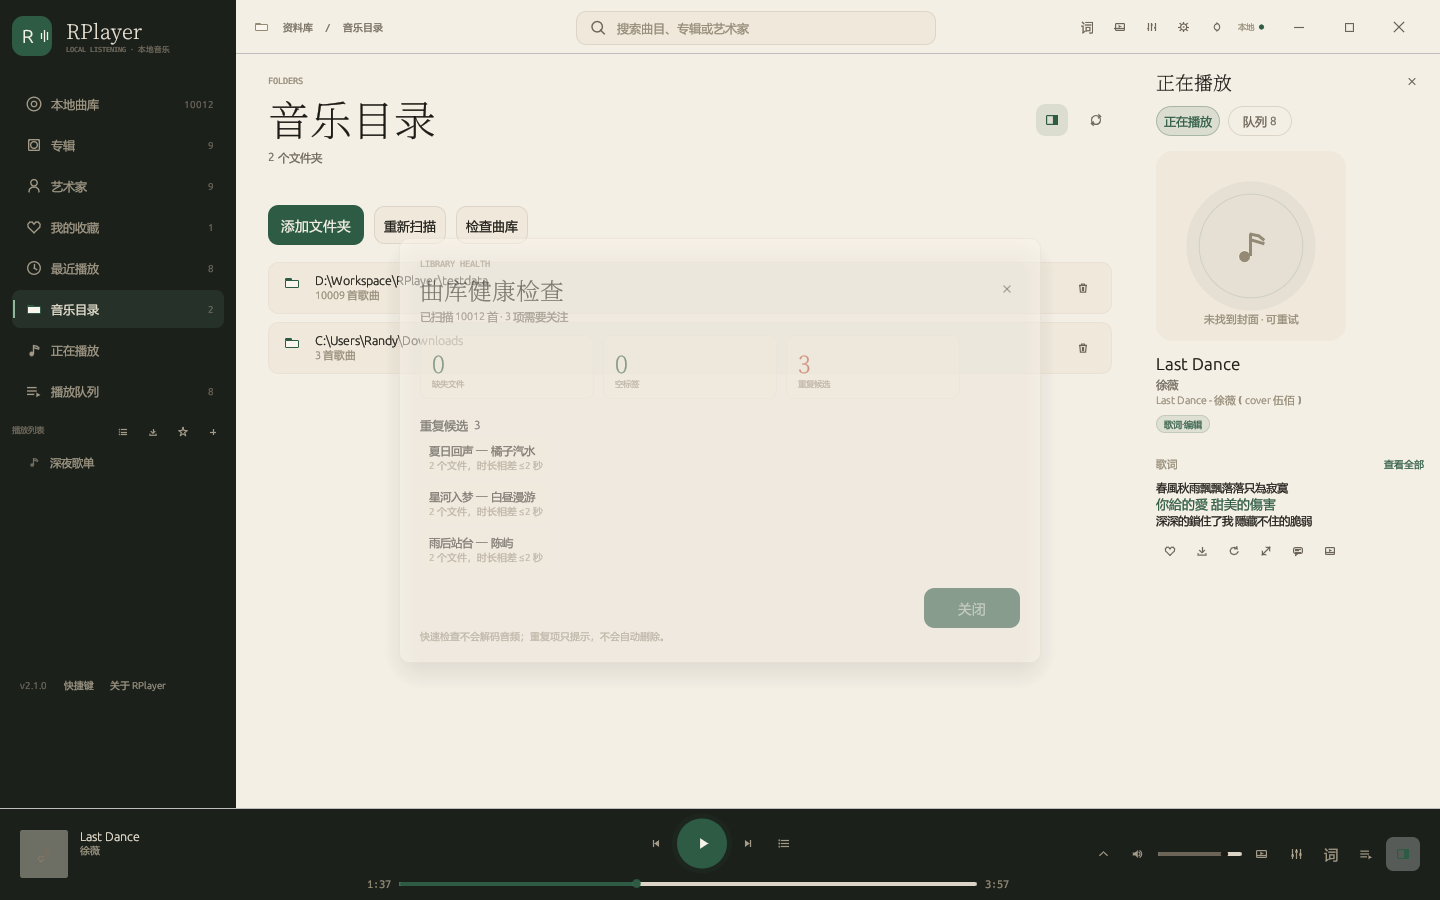 RPlayer
LOCAL LISTENING · 本地音乐
本地曲库 10012
专辑 9
艺术家 9
我的收藏 1
最近播放 8
音乐目录 2
正在播放
播放队列 8
播放列表
深夜歌单
v2.1.0 快捷键 关于 RPlayer
资料库 / 音乐目录
搜索曲目、专辑或艺术家
词 本地
FOLDERS
音乐目录
2 个文件夹
添加文件夹 重新扫描 检查曲库
D:\Workspace\RPlayer\testdata
10009 首歌曲
C:\Users\Randy\Downloads
3 首歌曲
LIBRARY HEALTH
曲库健康检查
已扫描 10012 首 · 3 项需要关注
0 0 3
缺失文件 空标签 重复候选
重复候选 3
夏日回声 — 橘子汽水
2 个文件，时长相差 ≤2 秒
星河入梦 — 白昼漫游
2 个文件，时长相差 ≤2 秒
雨后站台 — 陈屿
2 个文件，时长相差 ≤2 秒
关闭
快速检查不会解码音频；重复项只提示，不会自动删除。
正在播放
正在播放 队列 8
未找到封面 · 可重试
Last Dance
徐薇
Last Dance - 徐薇 ( cover 伍佰 )
歌词·编辑
歌词 查看全部
春風秋雨飄飄落落只為寂寞
你給的愛 甜美的傷害
深深的鎖住了我 隱藏不住的脆弱
Last Dance
徐薇
1:37 3:57
词